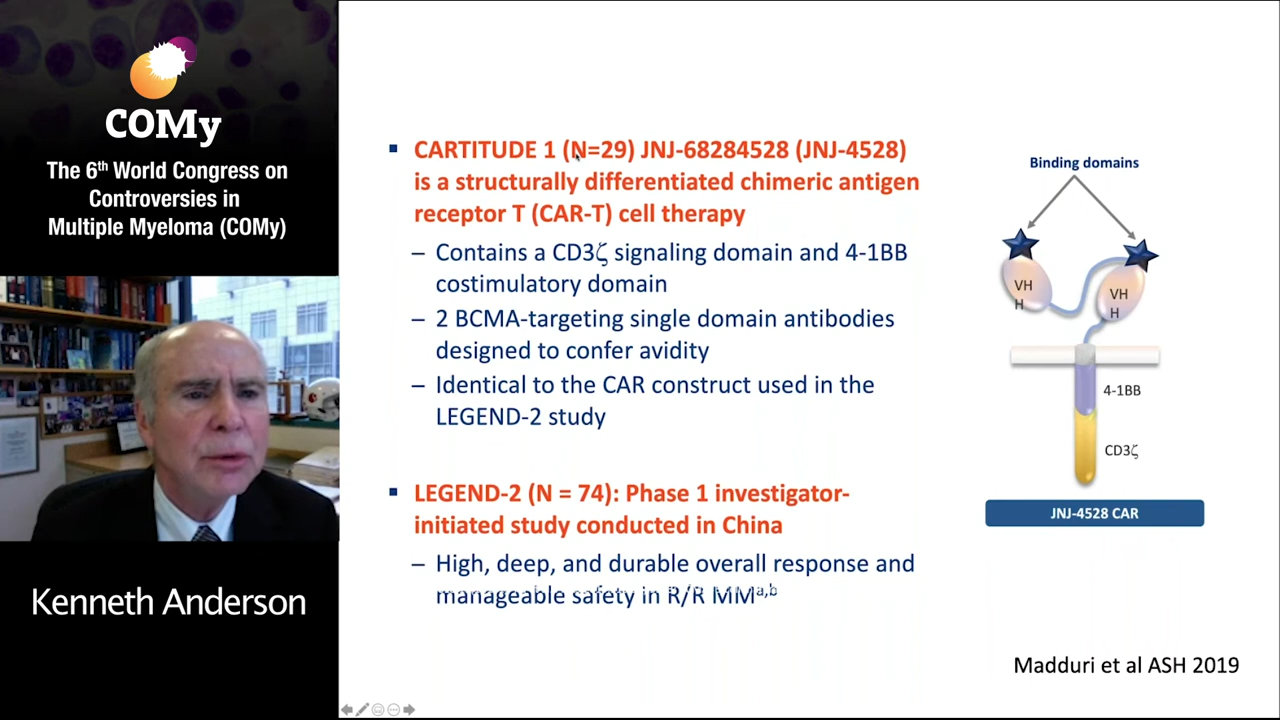 COMy
The 6th World Congress on
Controversies in
Multiple Myeloma (COMy)
Kenneth Anderson
▪ CARTITUDE 1 (N=29) JNJ-68284528 (JNJ-4528)
is a structurally differentiated chimeric antigen
receptor T (CAR-T) cell therapy
– Contains a CD3ζ signaling domain and 4-1BB
costimulatory domain
– 2 BCMA-targeting single domain antibodies
designed to confer avidity
– Identical to the CAR construct used in the
LEGEND-2 study
▪ LEGEND-2 (N = 74): Phase 1 investigator-
initiated study conducted in China
– High, deep, and durable overall response and
manageable safety in R/R MM a,b
Binding domains
VH
H
VH
H
4-1BB
CD3ζ
JNJ-4528 CAR
Madduri et al ASH 2019